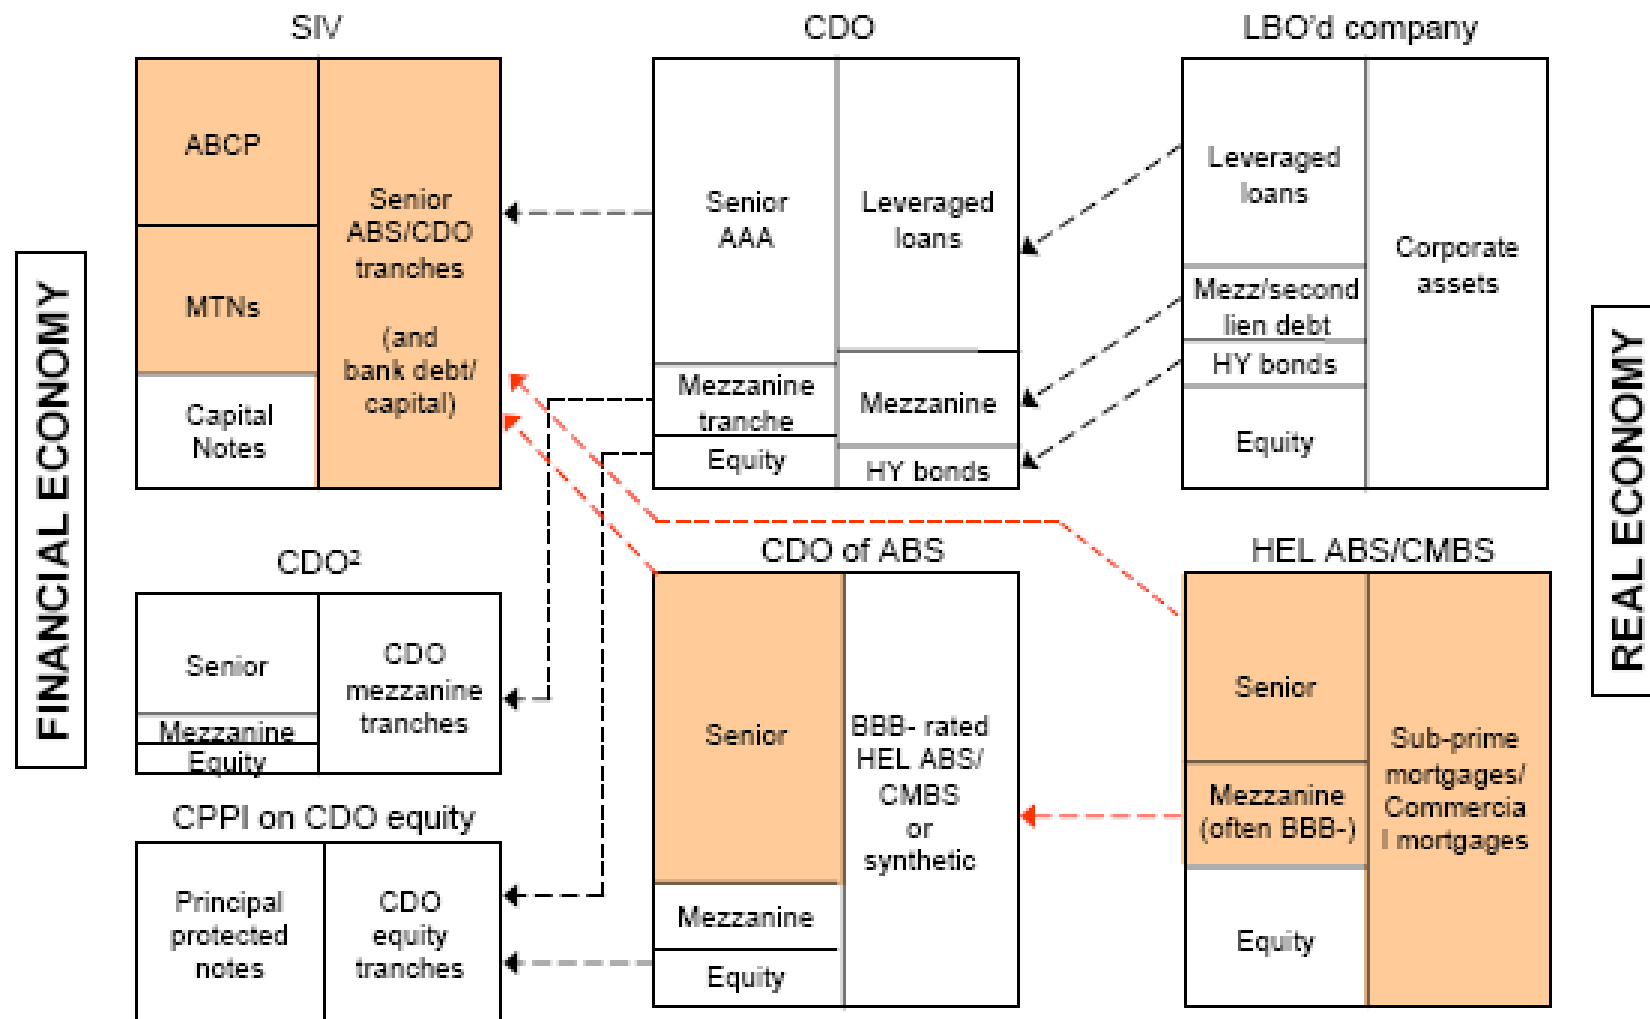 SIV
CDO
LBO'd company
ABCP
MTNs
Capital
Notes
Senior
ABS/CDO
tranches
(and
bank debt/
capital)
Senior
AAA
Mezzanine
tranche
Equity
Leveraged
loans
Mezzanine
HY bonds
Leveraged
loans
Mezz/second
lien debt
HY bonds
Equity
Corporate
assets
FINANCIAL ECONOMY
REAL ECONOMY
CDO²
CDO of ABS
HEL ABS/CMBS
Senior
Mezzanine
Equity
CDO
mezzanine
tranches
CPPI on CDO equity
Principal
protected
notes
CDO
equity
tranches
Senior
Mezzanine
Equity
BBB- rated
HEL ABS/
CMBS
or
synthetic
Senior
Mezzanine
(often BBB-)
Equity
Sub-prime
mortgages/
Commercia
l mortgages